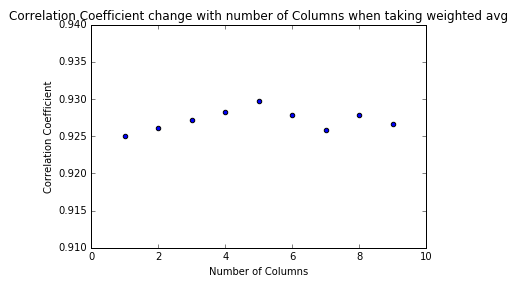 Correlation Coefficient change with number of Columns when taking weighted avg
0.940
0.935
0.930
0.925
0.920
0.915
0.910
Correlation Coefficient
0 2 4 6 8 10
Number of Columns